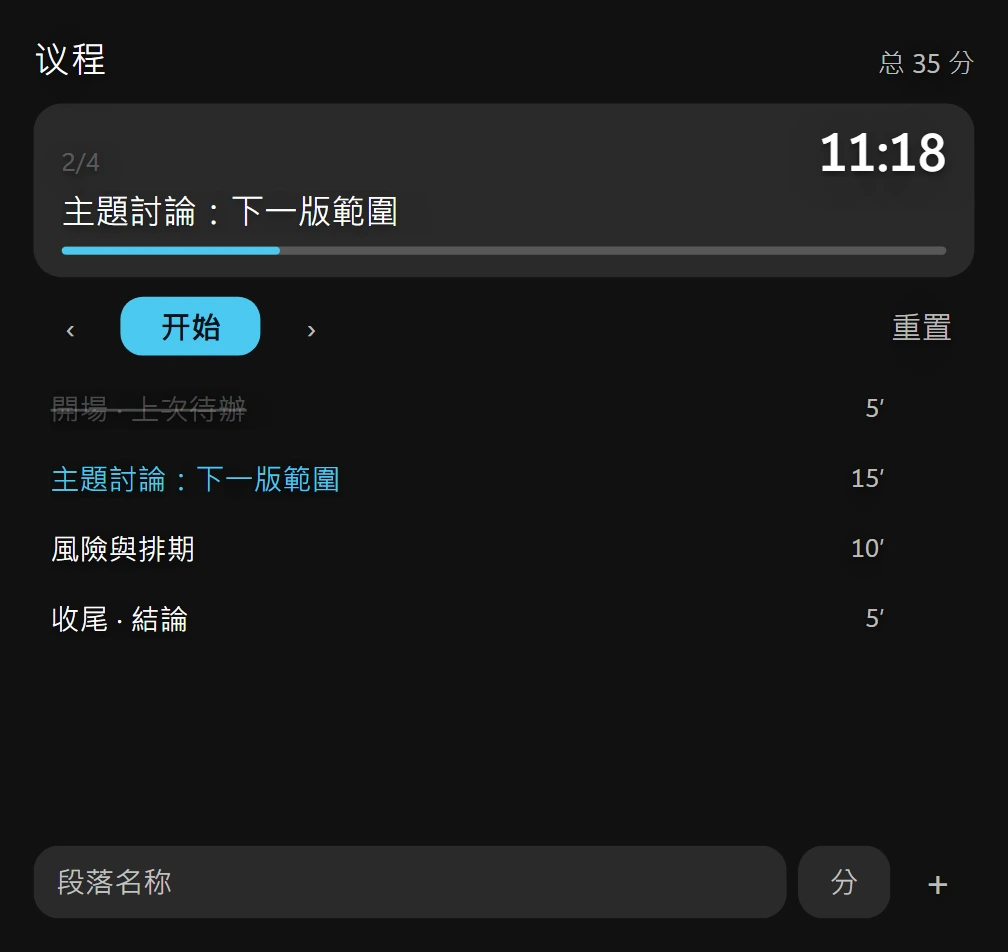 议程
总 35 分
2/4
11:18
主題討論：下一版範圍
‹ 开始 › 重置
開場 · 上次待辦 5′
主題討論：下一版範圍 15′
風險與排期 10′
收尾 · 結論 5′
段落名称 分 +